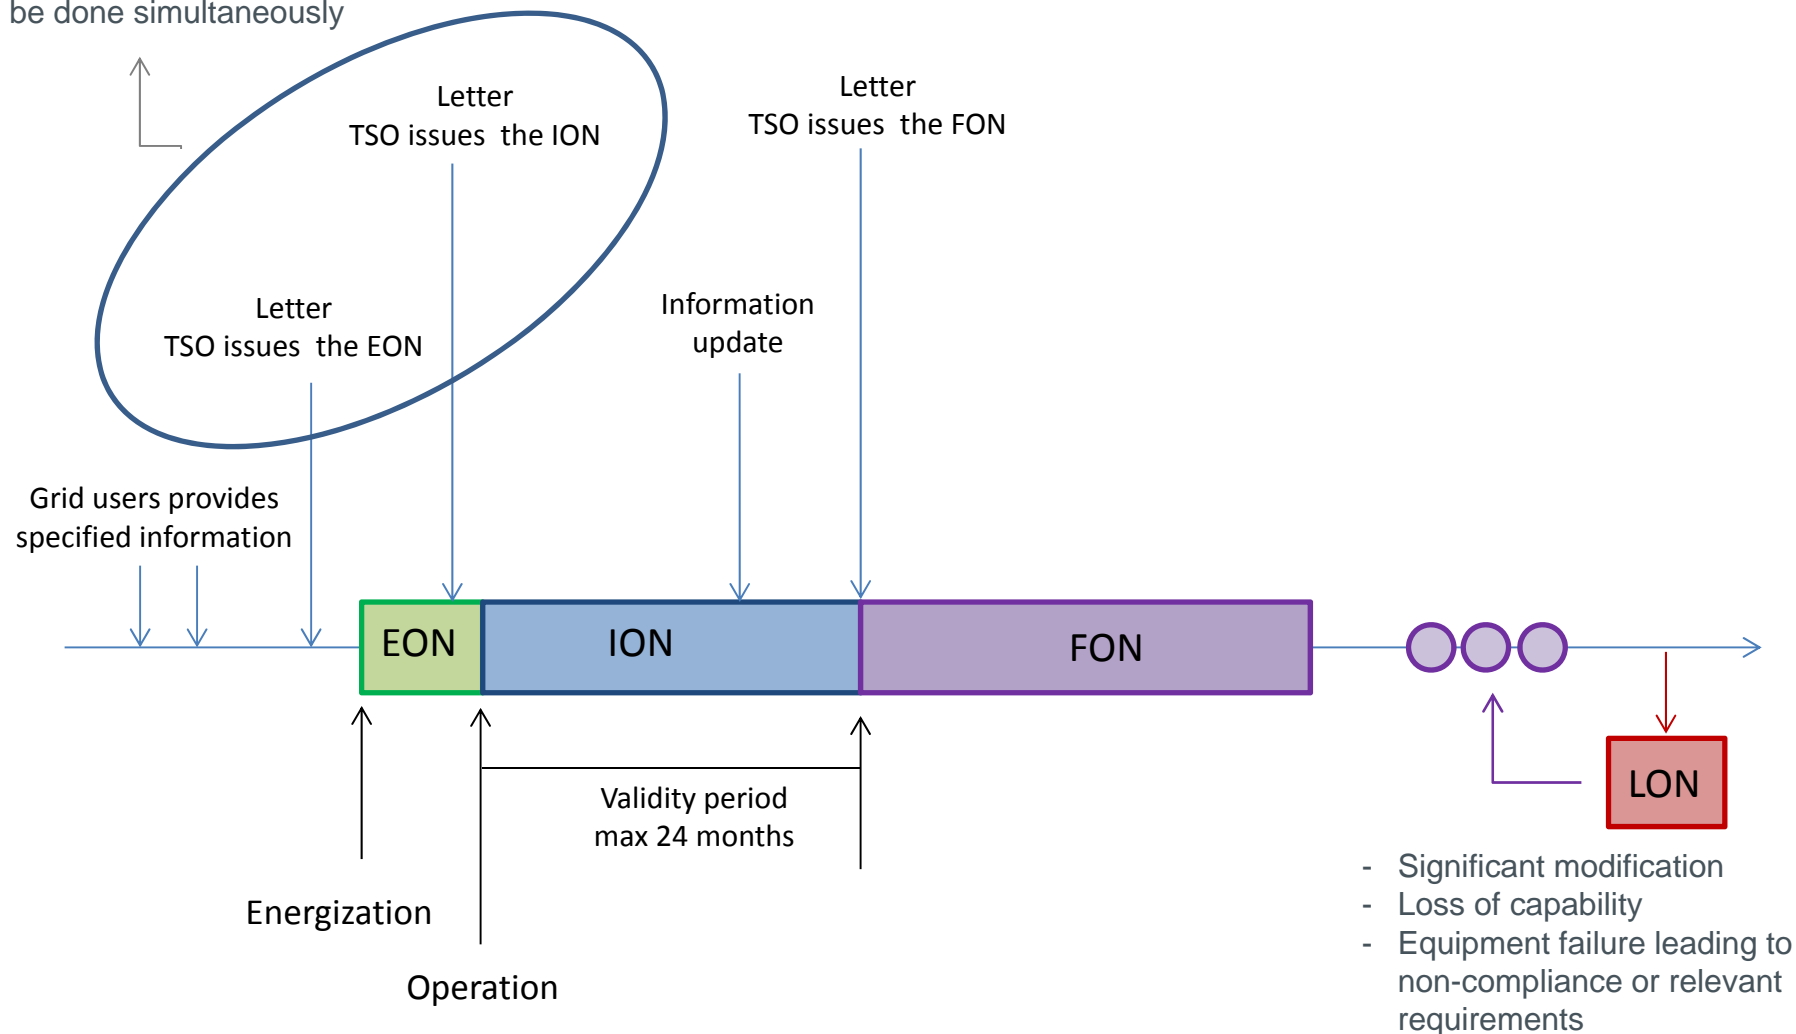 be done simultaneously
Letter
TSO issues the ION
Letter
TSO issues the FON
Letter
TSO issues the EON
Information
update
Grid users provides
specified information
EON
ION
FON
LON
Validity period
max 24 months
Energization
Operation
- Significant modification
- Loss of capability
- Equipment failure leading to
non-compliance or relevant
requirements